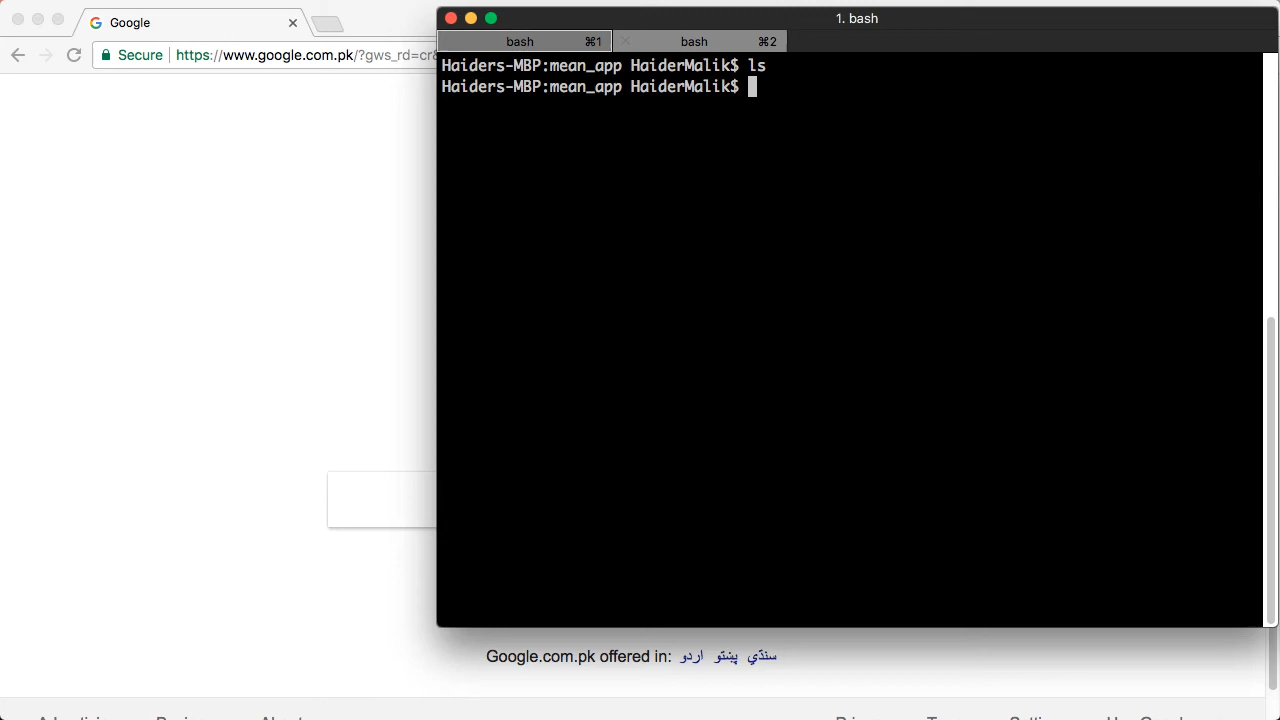 Google
1. bash
Secure
https://www.google.com.pk/?gws_rd=cr&
bash ⌘1
bash ⌘2
Haiders-MBP:mean_app HaiderMalik$ ls
Haiders-MBP:mean_app HaiderMalik$
Google.com.pk offered in: اردو پښتو سنڌي